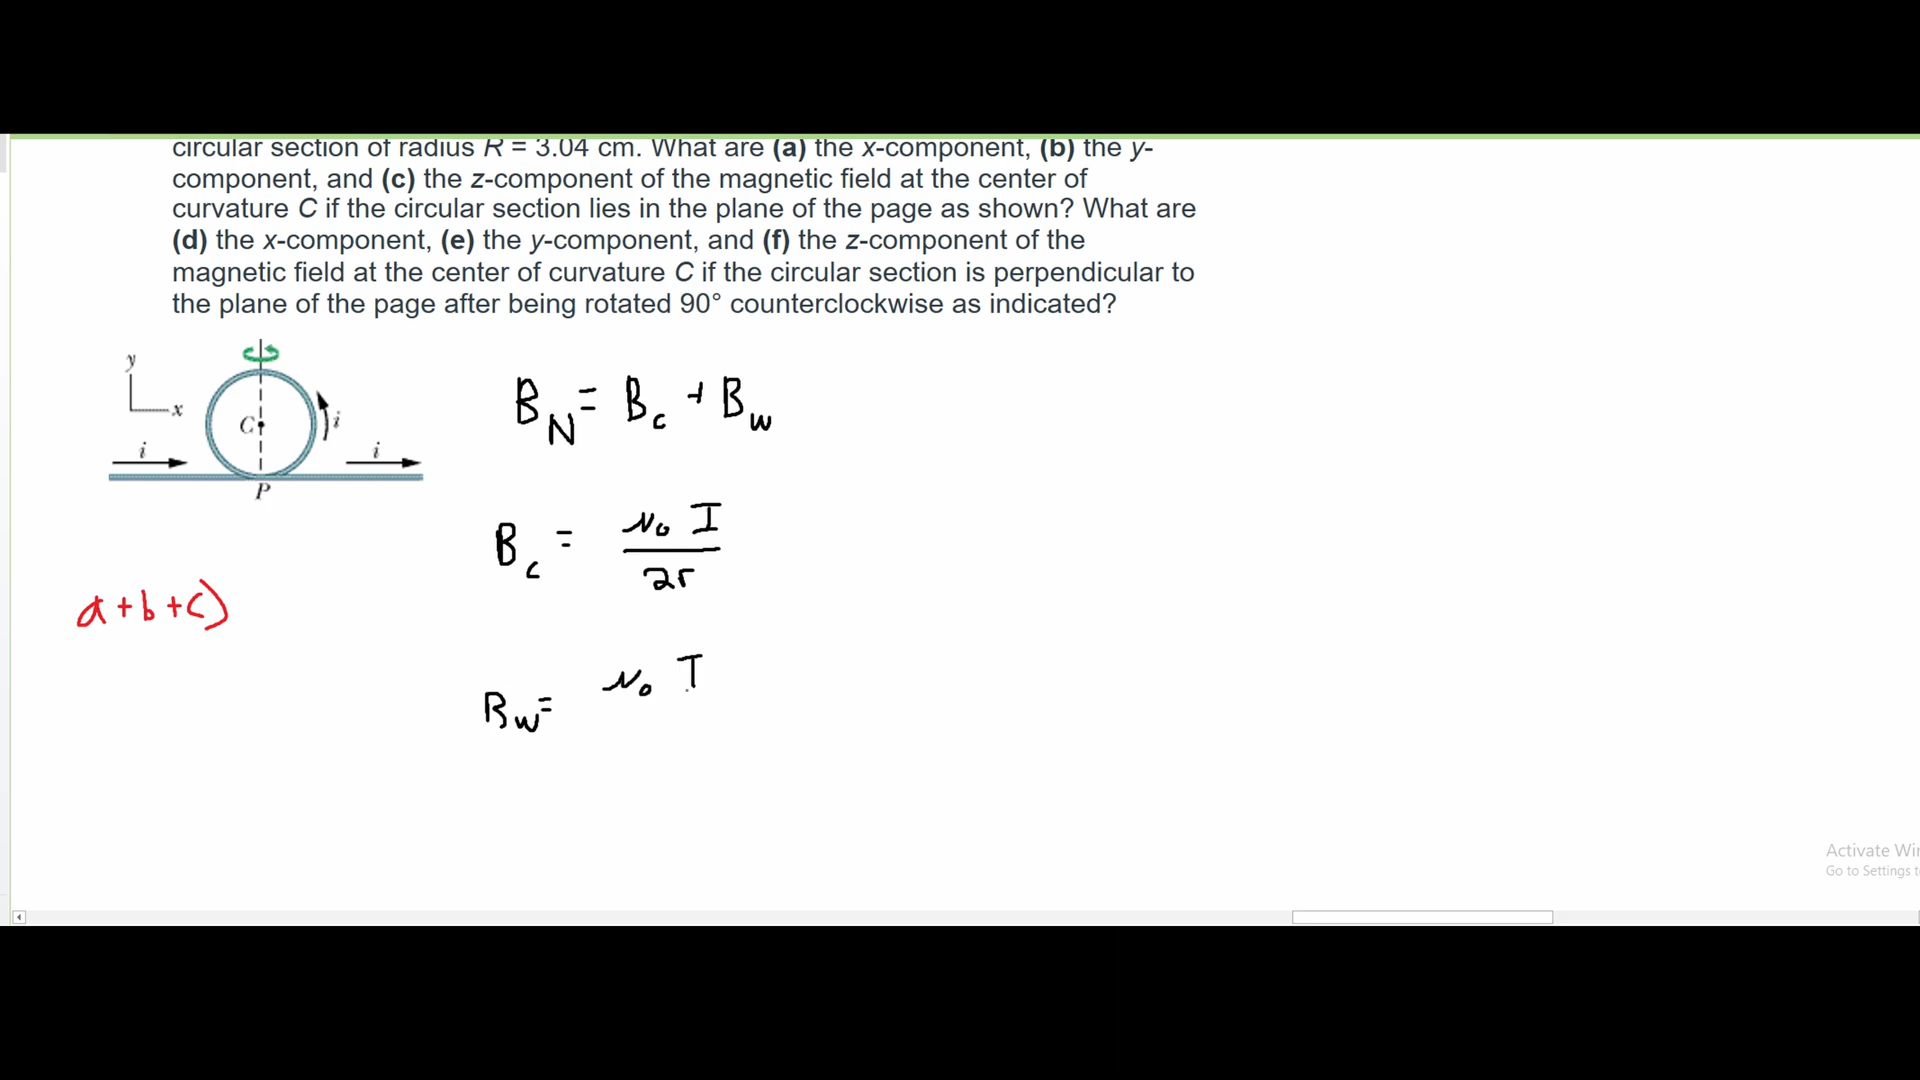 circular section of radius R = 3.04 cm. What are (a) the x-component, (b) the y-
component, and (c) the z-component of the magnetic field at the center of
curvature C if the circular section lies in the plane of the page as shown? What are
(d) the x-component, (e) the y-component, and (f) the z-component of the
magnetic field at the center of curvature C if the circular section is perpendicular to
the plane of the page after being rotated 90° counterclockwise as indicated?
y
x
C
i
i
i
P
B_N = B_c + B_w
B_c = μ₀ I / 2r
a+b+c)
B_w = μ₀ I
Activate Wi
Go to Settings t